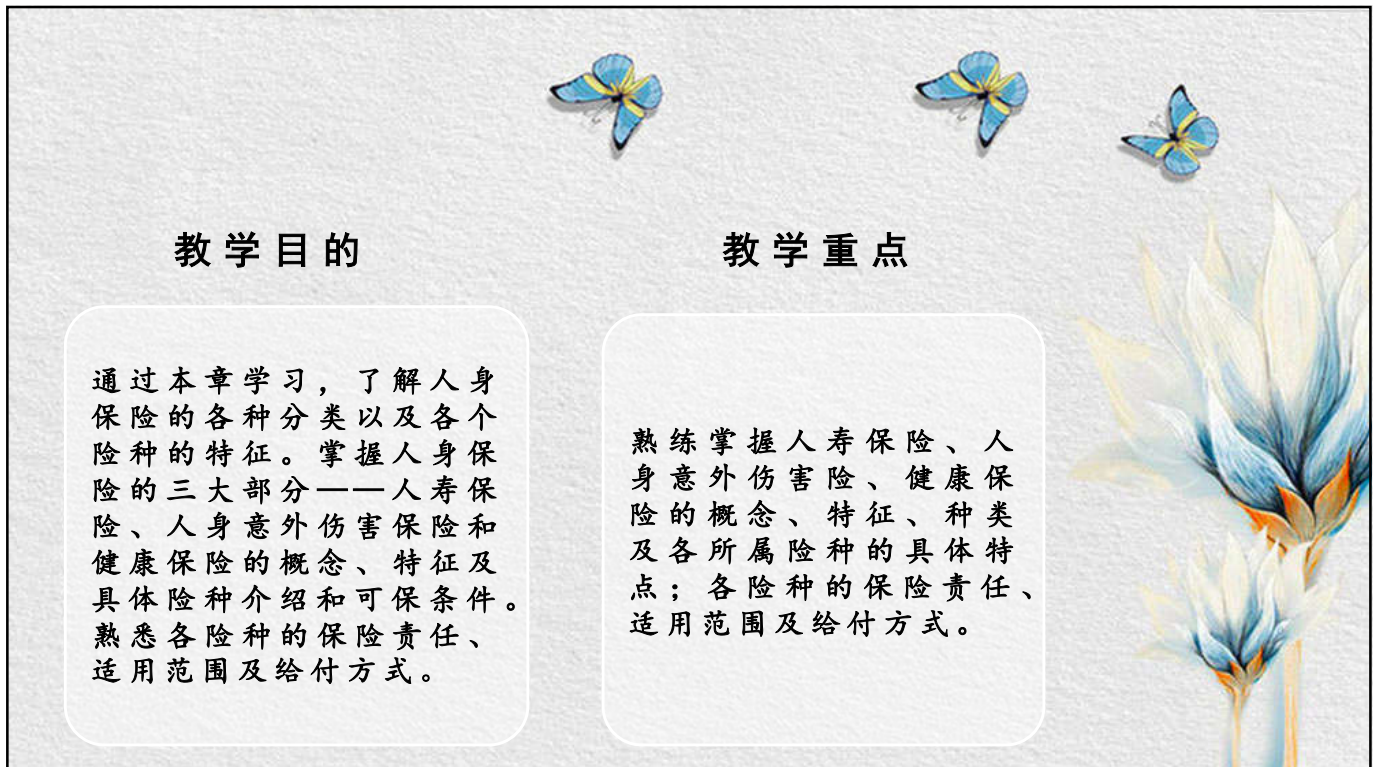 教学目的
通过本章学习，了解人身
保险的各种分类以及各个
险种的特征。掌握人身保
险的三大部分——人寿保
险、人身意外伤害保险和
健康保险的概念、特征及
具体险种介绍和可保条件。
熟悉各险种的保险责任、
适用范围及给付方式。
教学重点
熟练掌握人寿保险、人
身意外伤害险、健康保
险的概念、特征、种类
及各所属险种的具体特
点；各险种的保险责任、
适用范围及给付方式。